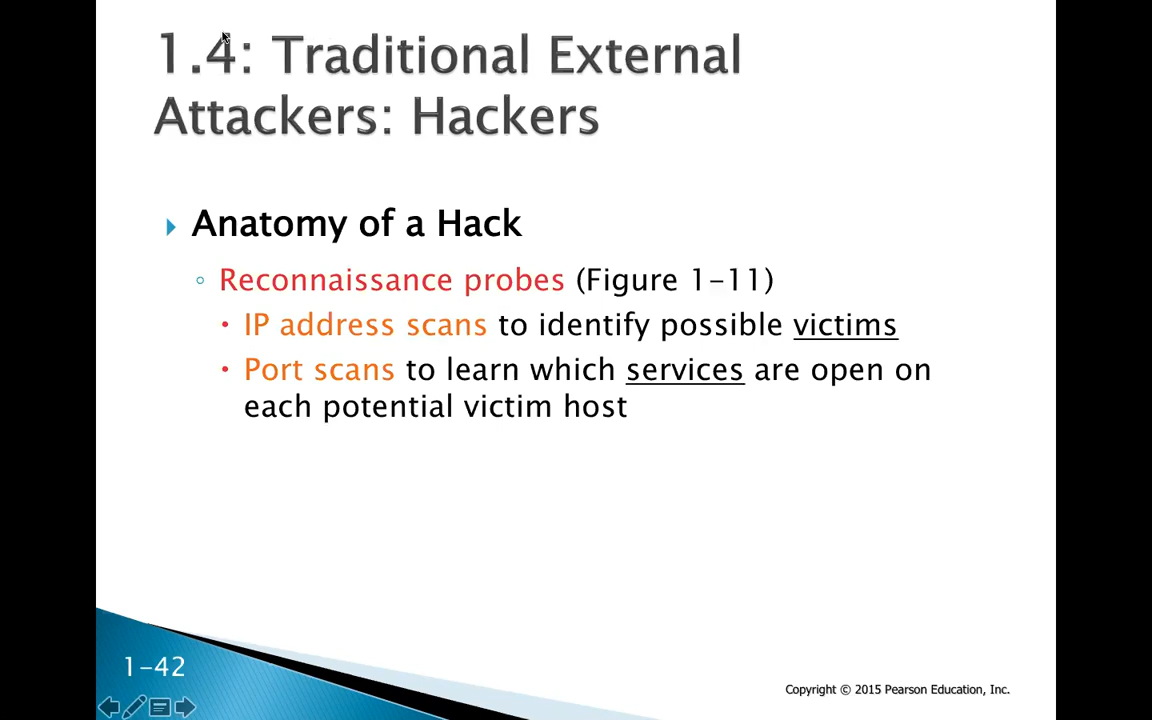 1.4: Traditional External
Attackers: Hackers
Anatomy of a Hack
Reconnaissance probes (Figure 1-11)
IP address scans to identify possible victims
Port scans to learn which services are open on
each potential victim host
1-42
Copyright © 2015 Pearson Education, Inc.